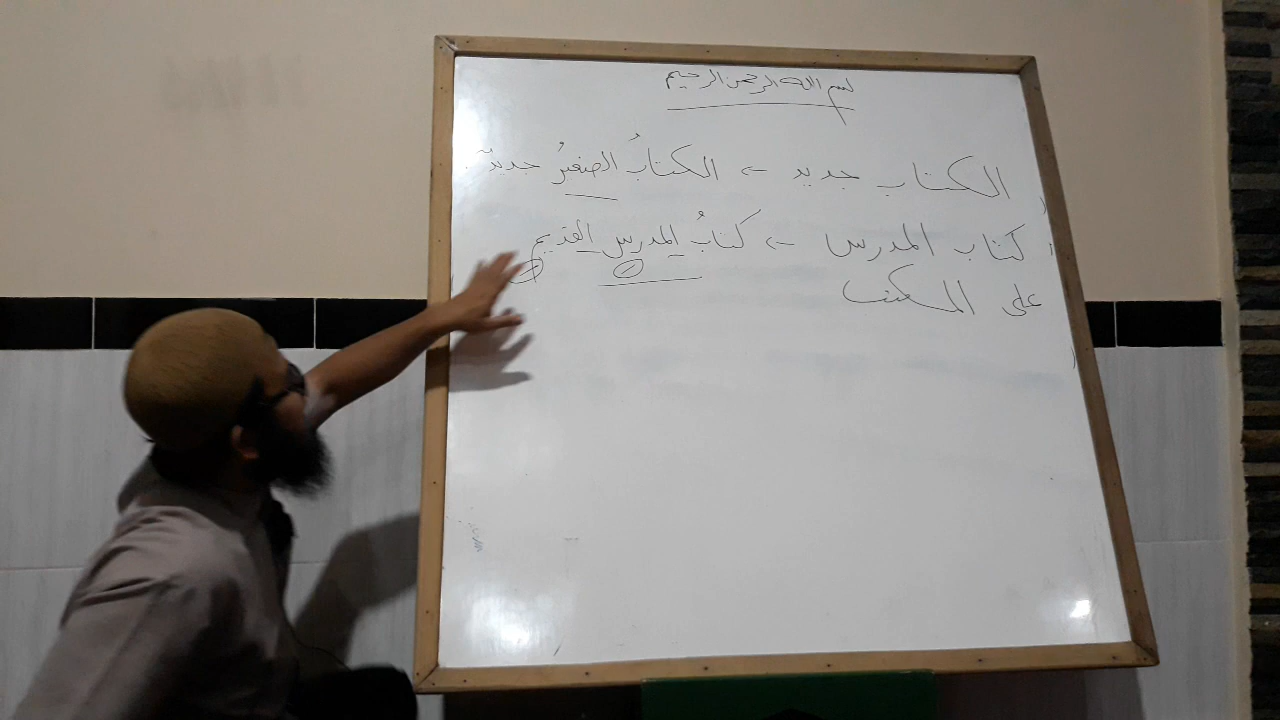 بسم الله الرحمن الرحيم
الكتاب جديد ← الكتابُ الصغيرُ جديدٌ
كتاب المدرس ← كتابُ المدرسِ القديم
على المكتب